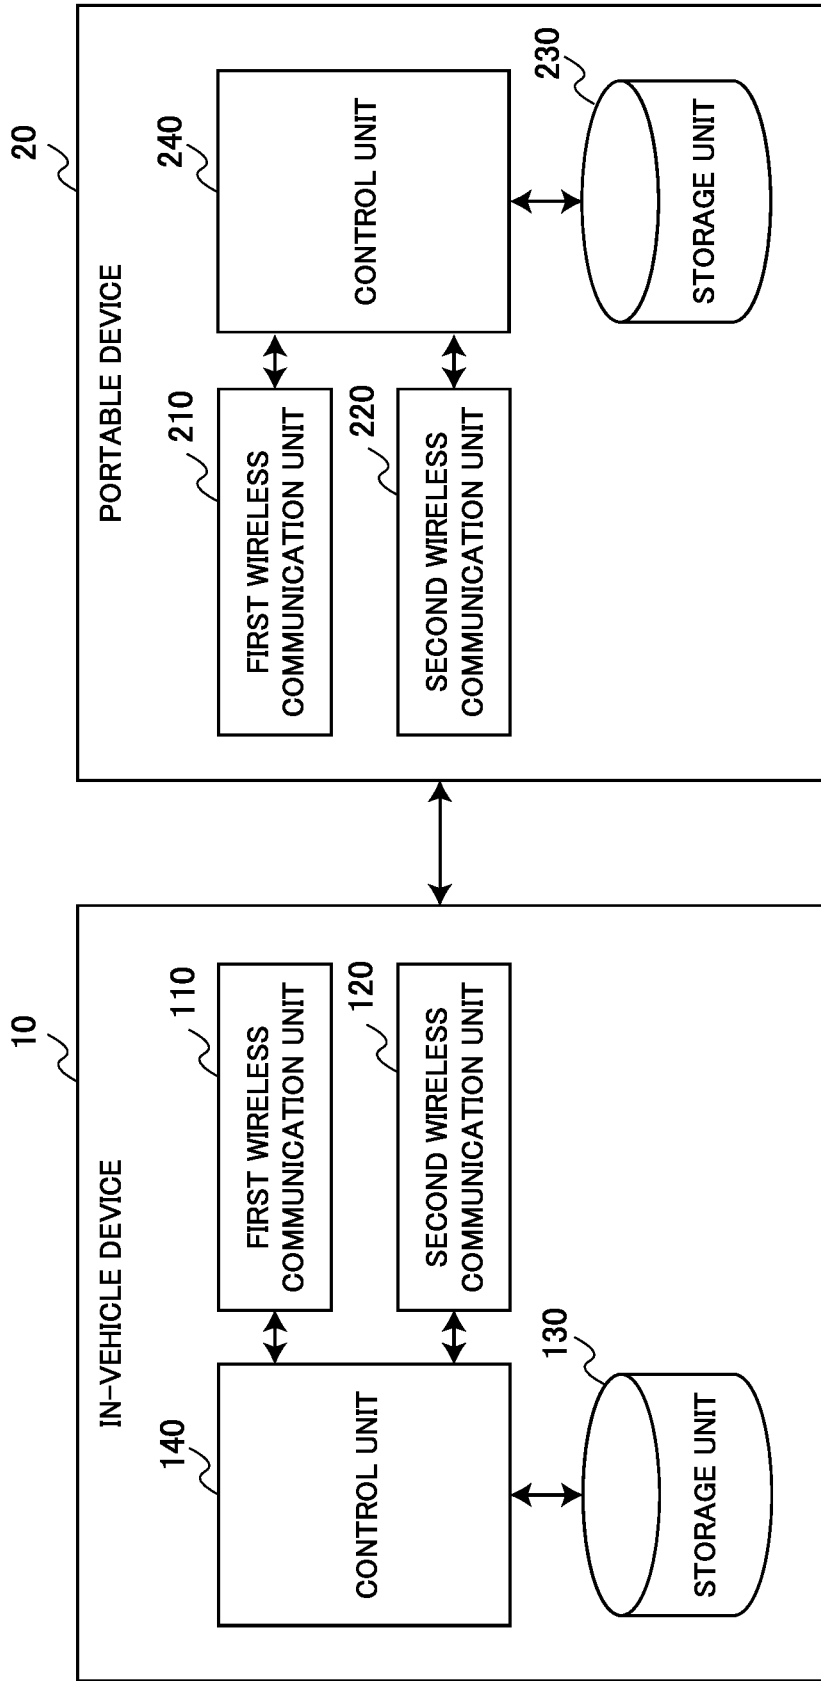 10
IN-VEHICLE DEVICE
140
CONTROL UNIT
110
FIRST WIRELESS
COMMUNICATION UNIT
120
SECOND WIRELESS
COMMUNICATION UNIT
130
STORAGE UNIT
20
PORTABLE DEVICE
210
FIRST WIRELESS
COMMUNICATION UNIT
220
SECOND WIRELESS
COMMUNICATION UNIT
240
CONTROL UNIT
230
STORAGE UNIT